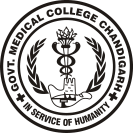 GOVT. MEDICAL COLLEGE CHANDIGARH
IN SERVICE OF HUMANITY